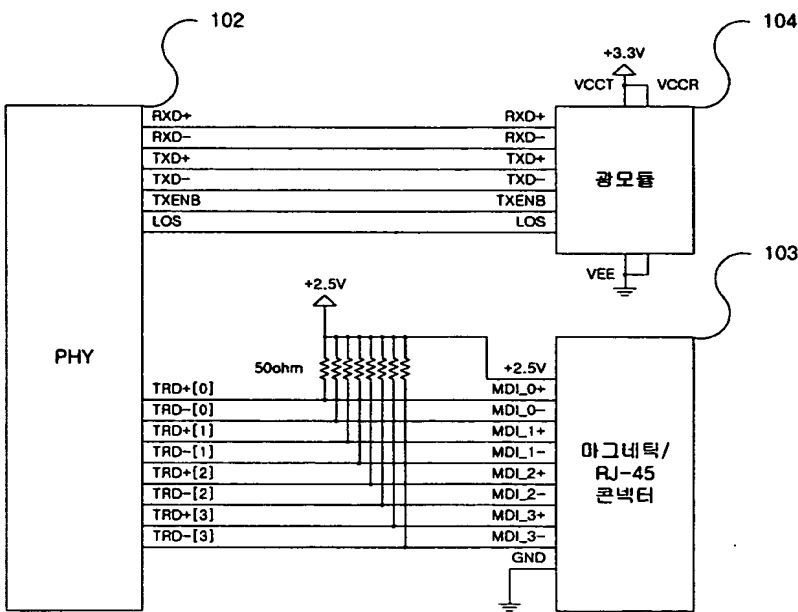 102
104
+3.3V
VCCT VCCR
RXD+ RXD+
RXD- RXD-
TXD+ TXD+
TXD- TXD-
TXENB TXENB
LOS LOS
광모듈
VEE
103
+2.5V
PHY
50ohm
+2.5V
TRD+[0] MDI_0+
TRD-[0] MDI_0-
TRD+[1] MDI_1+
TRD-[1] MDI_1-
TRD+[2] MDI_2+
TRD-[2] MDI_2-
TRD+[3] MDI_3+
TRD-[3] MDI_3-
GND
마그네틱/
RJ-45
콘넥터